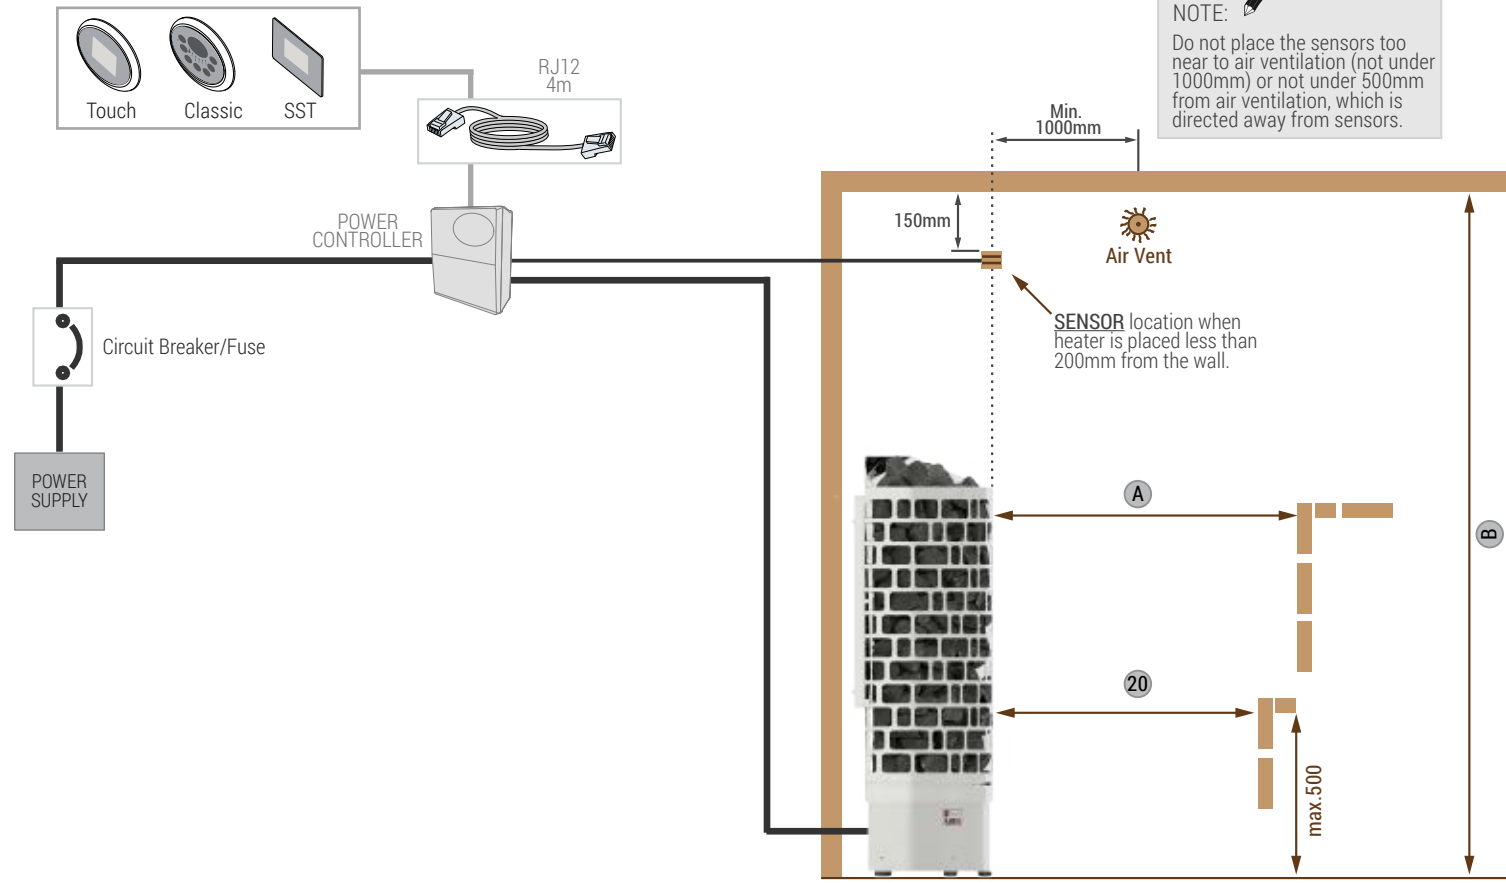 NOTE:
Do not place the sensors too
near to air ventilation (not under
1000mm) or not under 500mm
from air ventilation, which is
directed away from sensors.
Touch
Classic
SST
RJ12
4m
Min.
1000mm
150mm
POWER
CONTROLLER
Air Vent
SENSOR location when
heater is placed less than
200mm from the wall.
Circuit Breaker/Fuse
POWER
SUPPLY
A
B
20
max.500